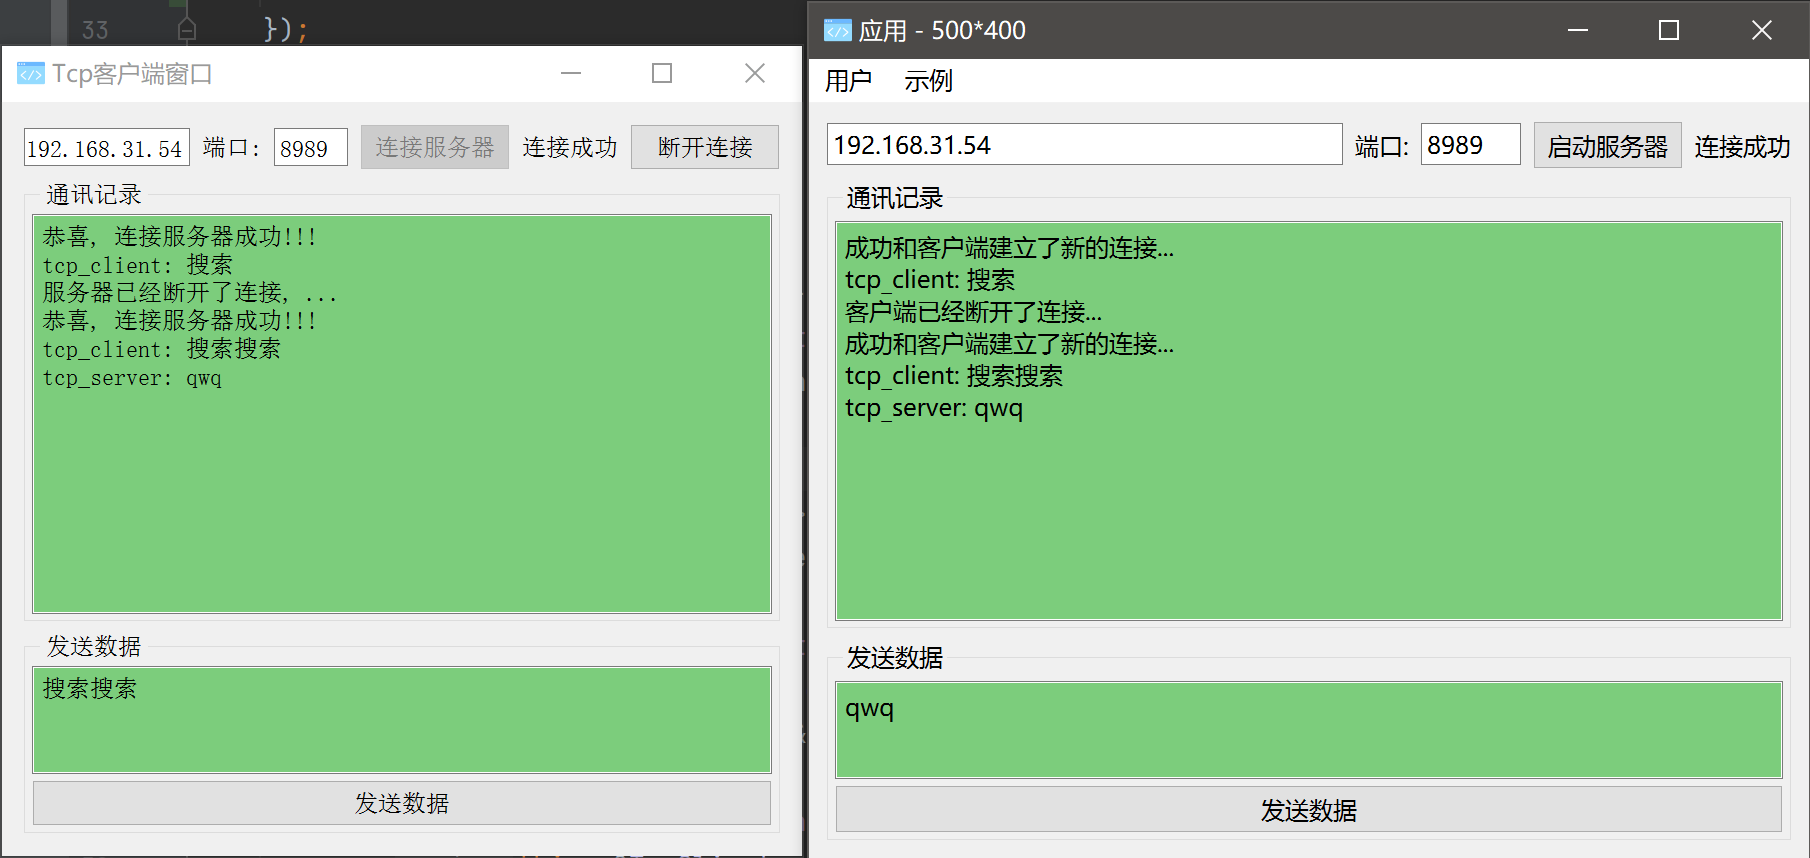 33 });
Tcp客户端窗口
192.168.31.54 端口: 8989 连接服务器 连接成功 断开连接
通讯记录
恭喜, 连接服务器成功!!!
tcp_client: 搜索
服务器已经断开了连接, ...
恭喜, 连接服务器成功!!!
tcp_client: 搜索搜索
tcp_server: qwq
发送数据
搜索搜索
发送数据
应用 - 500*400
用户 示例
192.168.31.54 端口: 8989 启动服务器 连接成功
通讯记录
成功和客户端建立了新的连接...
tcp_client: 搜索
客户端已经断开了连接...
成功和客户端建立了新的连接...
tcp_client: 搜索搜索
tcp_server: qwq
发送数据
qwq
发送数据